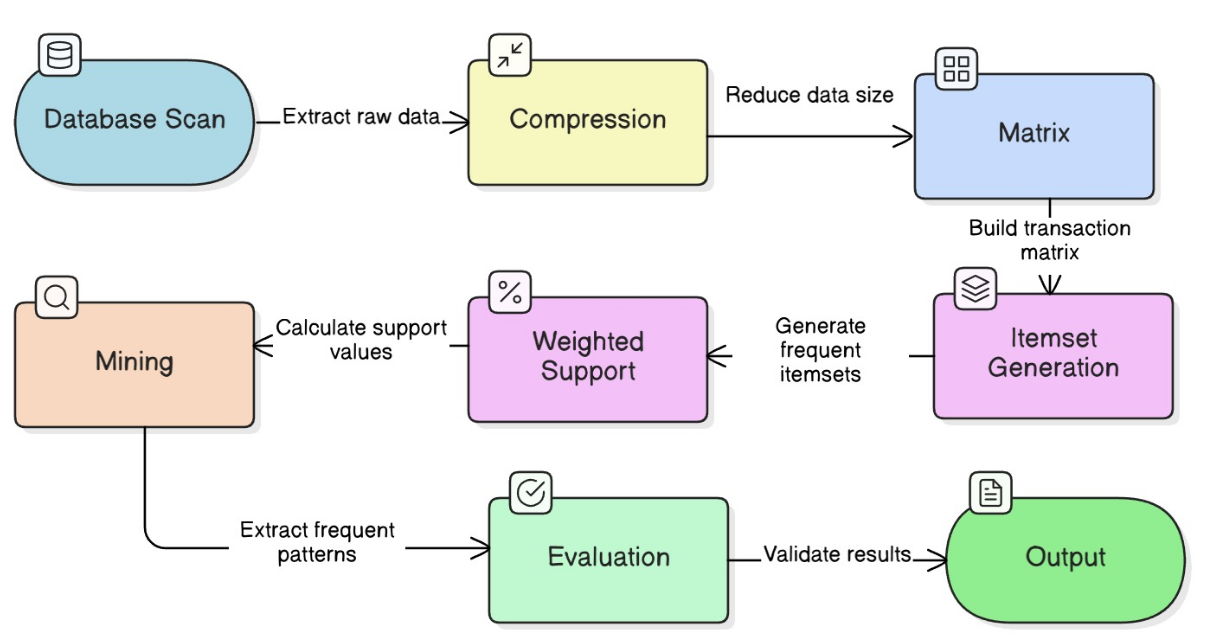 Database Scan
Extract raw data
Compression
Reduce data size
Matrix
Build transaction
matrix
Itemset
Generation
Generate
frequent
itemsets
Weighted
Support
Calculate support
values
Mining
Extract frequent
patterns
Evaluation
Validate results
Output